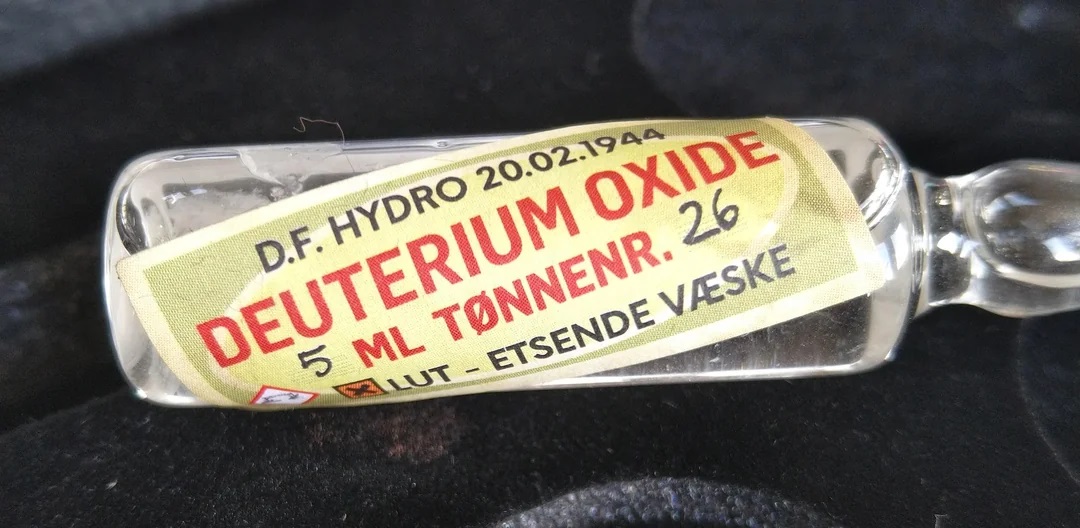 D.F. HYDRO 20.02.1944
DEUTERIUM OXIDE
5 ML TØNNENR. 26
LUT - ETSENDE VÆSKE